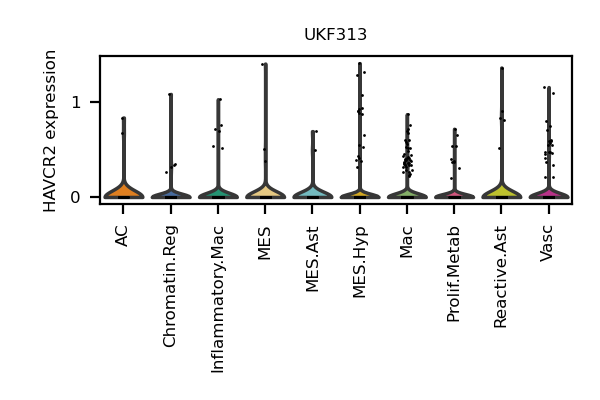 UKF313
HAVCR2 expression
1
0
AC
Chromatin.Reg
Inflammatory.Mac
MES
MES.Ast
MES.Hyp
Mac
Prolif.Metab
Reactive.Ast
Vasc